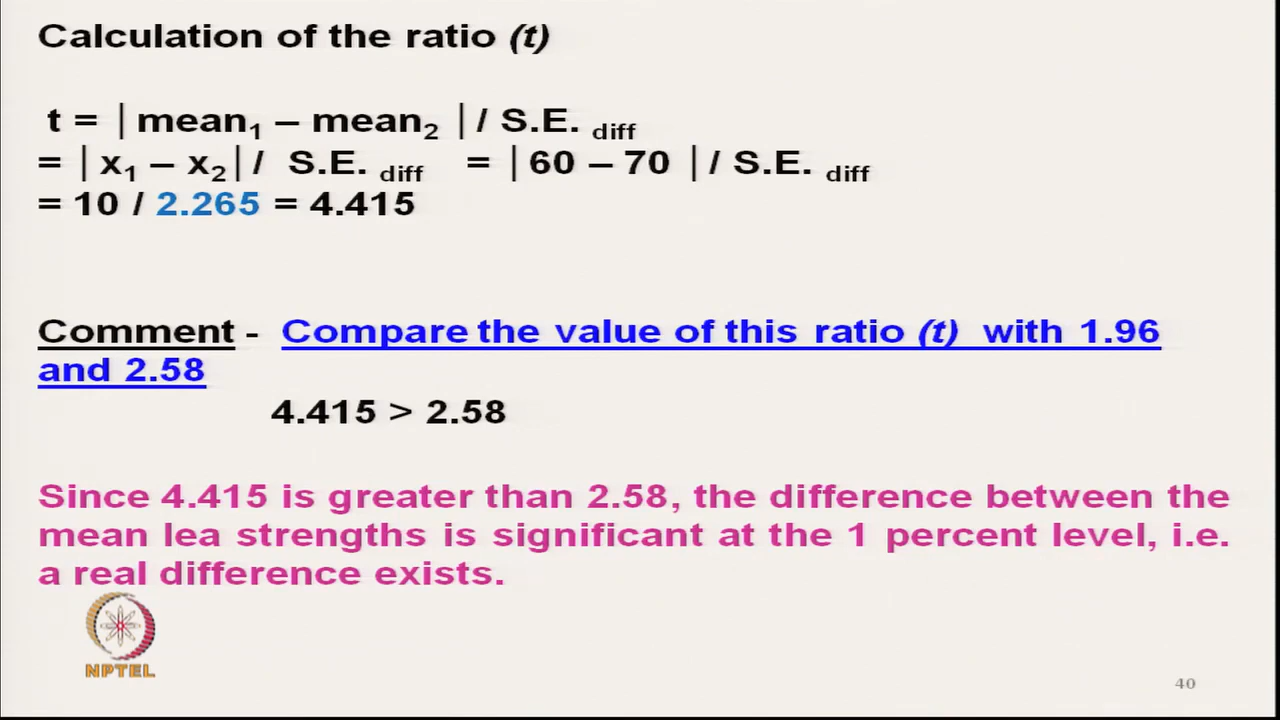 Calculation of the ratio (t)
t = |mean₁ – mean₂ |/ S.E. diff
= |x₁ – x₂|/ S.E. diff = |60 – 70 |/ S.E. diff
= 10 / 2.265 = 4.415
Comment - Compare the value of this ratio (t) with 1.96
and 2.58
4.415 > 2.58
Since 4.415 is greater than 2.58, the difference between the
mean lea strengths is significant at the 1 percent level, i.e.
a real difference exists.
NPTEL
40